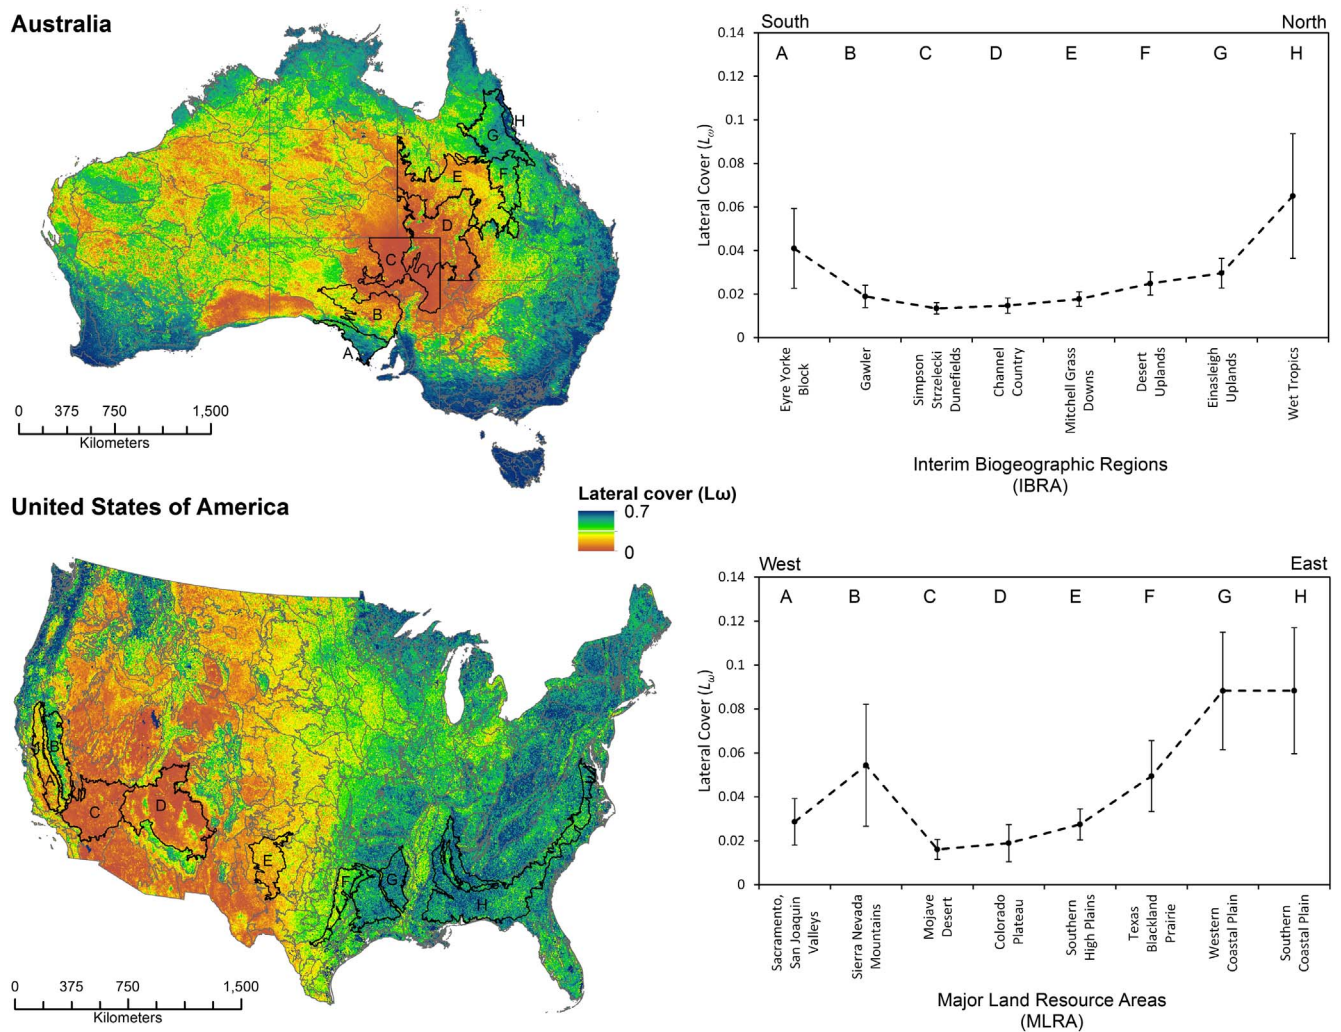 Australia
A
B
C
D
E
F
G
H
0 375 750 1,500
Kilometers
South North
A B C D E F G H
0.14
0.12
0.1
0.08
0.06
0.04
0.02
0
Lateral Cover (Lω)
Eyre Yorke
Block
Gawler
Simpson
Strzelecki
Dunefields
Channel
Country
Mitchell Grass
Downs
Desert
Uplands
Einasleigh
Uplands
Wet Tropics
Interim Biogeographic Regions
(IBRA)
United States of America
Lateral cover (Lω)
0.7
0
A
B
C
D
E
F
G
H
0 375 750 1,500
Kilometers
West East
A B C D E F G H
0.14
0.12
0.1
0.08
0.06
0.04
0.02
0
Lateral Cover (Lω)
Sacramento,
San Joaquin
Valleys
Sierra Nevada
Mountains
Mojave
Desert
Colorado
Plateau
Southern
High Plains
Texas
Blackland
Prairie
Western
Coastal Plain
Southern
Coastal Plain
Major Land Resource Areas
(MLRA)